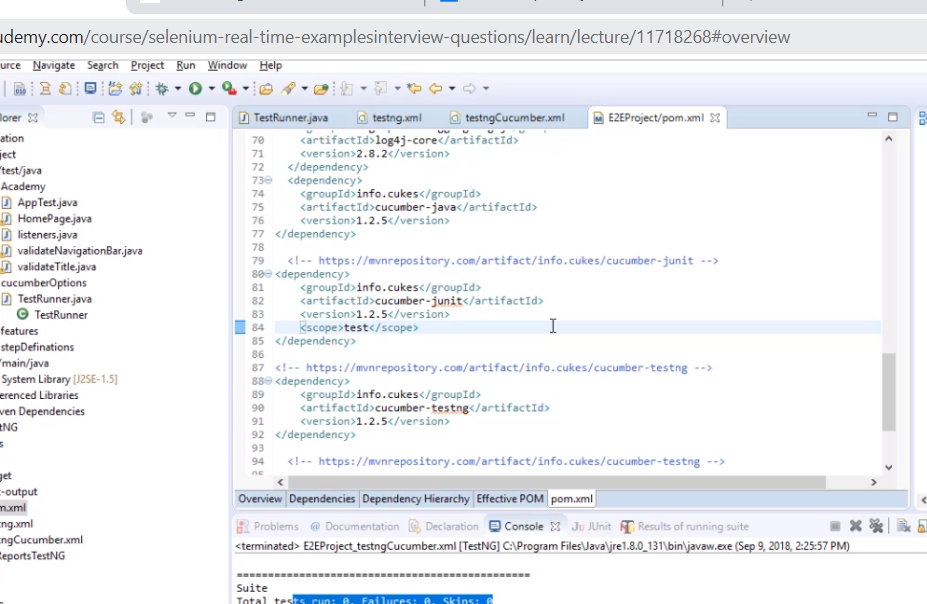 udemy.com/course/selenium-real-time-examplesinterview-questions/learn/lecture/11718268#overview
urce Navigate Search Project Run Window Help
lorer
TestRunner.java
testng.xml
testngCucumber.xml
E2EProject/pom.xml
ation
ject
/test/java
Academy
AppTest.java
HomePage.java
listeners.java
validateNavigationBar.java
validateTitle.java
cucumberOptions
TestRunner.java
TestRunner
features
stepDefinations
/main/java
System Library [J2SE-1.5]
erenced Libraries
ven Dependencies
tNG
s
get
t-output
m.xml
ng.xml
ngCucumber.xml
eportsTestNG
70 <artifactId>log4j-core</artifactId>
71 <version>2.8.2</version>
72 </dependency>
73 <dependency>
74 <groupId>info.cukes</groupId>
75 <artifactId>cucumber-java</artifactId>
76 <version>1.2.5</version>
77 </dependency>
78
79 <!-- https://mvnrepository.com/artifact/info.cukes/cucumber-junit -->
80 <dependency>
81 <groupId>info.cukes</groupId>
82 <artifactId>cucumber-junit</artifactId>
83 <version>1.2.5</version>
84 <scope>test</scope>
85 </dependency>
86
87 <!-- https://mvnrepository.com/artifact/info.cukes/cucumber-testng -->
88 <dependency>
89 <groupId>info.cukes</groupId>
90 <artifactId>cucumber-testng</artifactId>
91 <version>1.2.5</version>
92 </dependency>
93
94 <!-- https://mvnrepository.com/artifact/info.cukes/cucumber-testng -->
Overview Dependencies Dependency Hierarchy Effective POM pom.xml
Problems @ Documentation Declaration Console JUnit Results of running suite
<terminated> E2EProject_testngCucumber.xml [TestNG] C:\Program Files\Java\jre1.8.0_131\bin\javaw.exe (Sep 9, 2018, 2:25:57 PM)
===============================================
Suite
Total tests run: 0, Failures: 0, Skips: 0